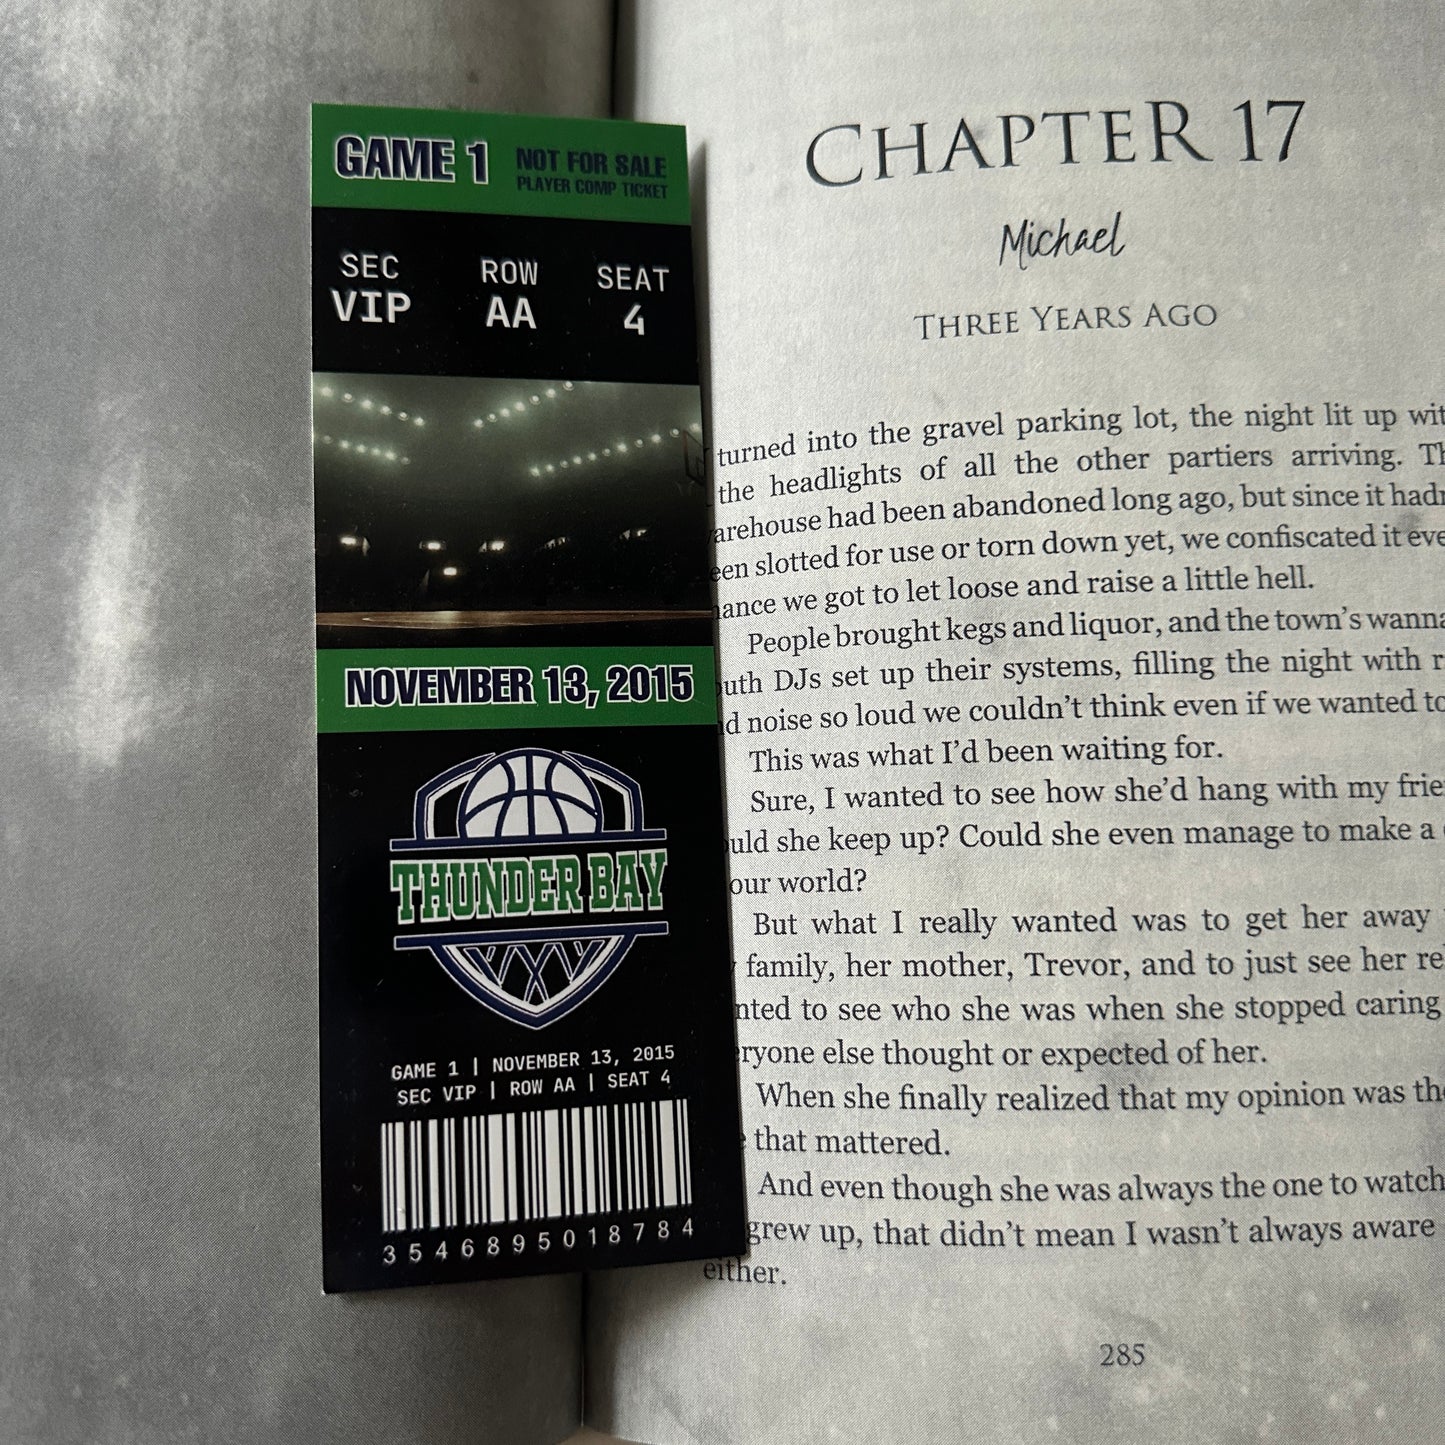 GAME 1
NOT FOR SALE
PLAYER COMP TICKET
SEC ROW SEAT
VIP AA 4
NOVEMBER 13, 2015
THUNDER BAY
GAME 1 | NOVEMBER 13, 2015
SEC VIP | ROW AA | SEAT 4
354689501 8784
CHAPTER 17
Michael
THREE YEARS AGO
turned into the gravel parking lot, the night lit up
the headlights of all the other partiers arriving.
had been abandoned long ago, but since it
slotted for use or torn down yet, we confiscated it
we got to let loose and raise a little hell.
People brought kegs and liquor, and the town's
DJs set up their systems, filling the night with
noise so loud we couldn't think even if we wanted
This was what I'd been waiting for.
Sure, I wanted to see how she'd hang with my
she keep up? Could she even manage to make a
our world?
But what I really wanted was to get her away
family, her mother, Trevor, and to just see her
to see who she was when she stopped caring
else thought or expected of her.
When she finally realized that my opinion was
that mattered.
And even though she was always the one to watch
grew up, that didn't mean I wasn't always aware
either.
285